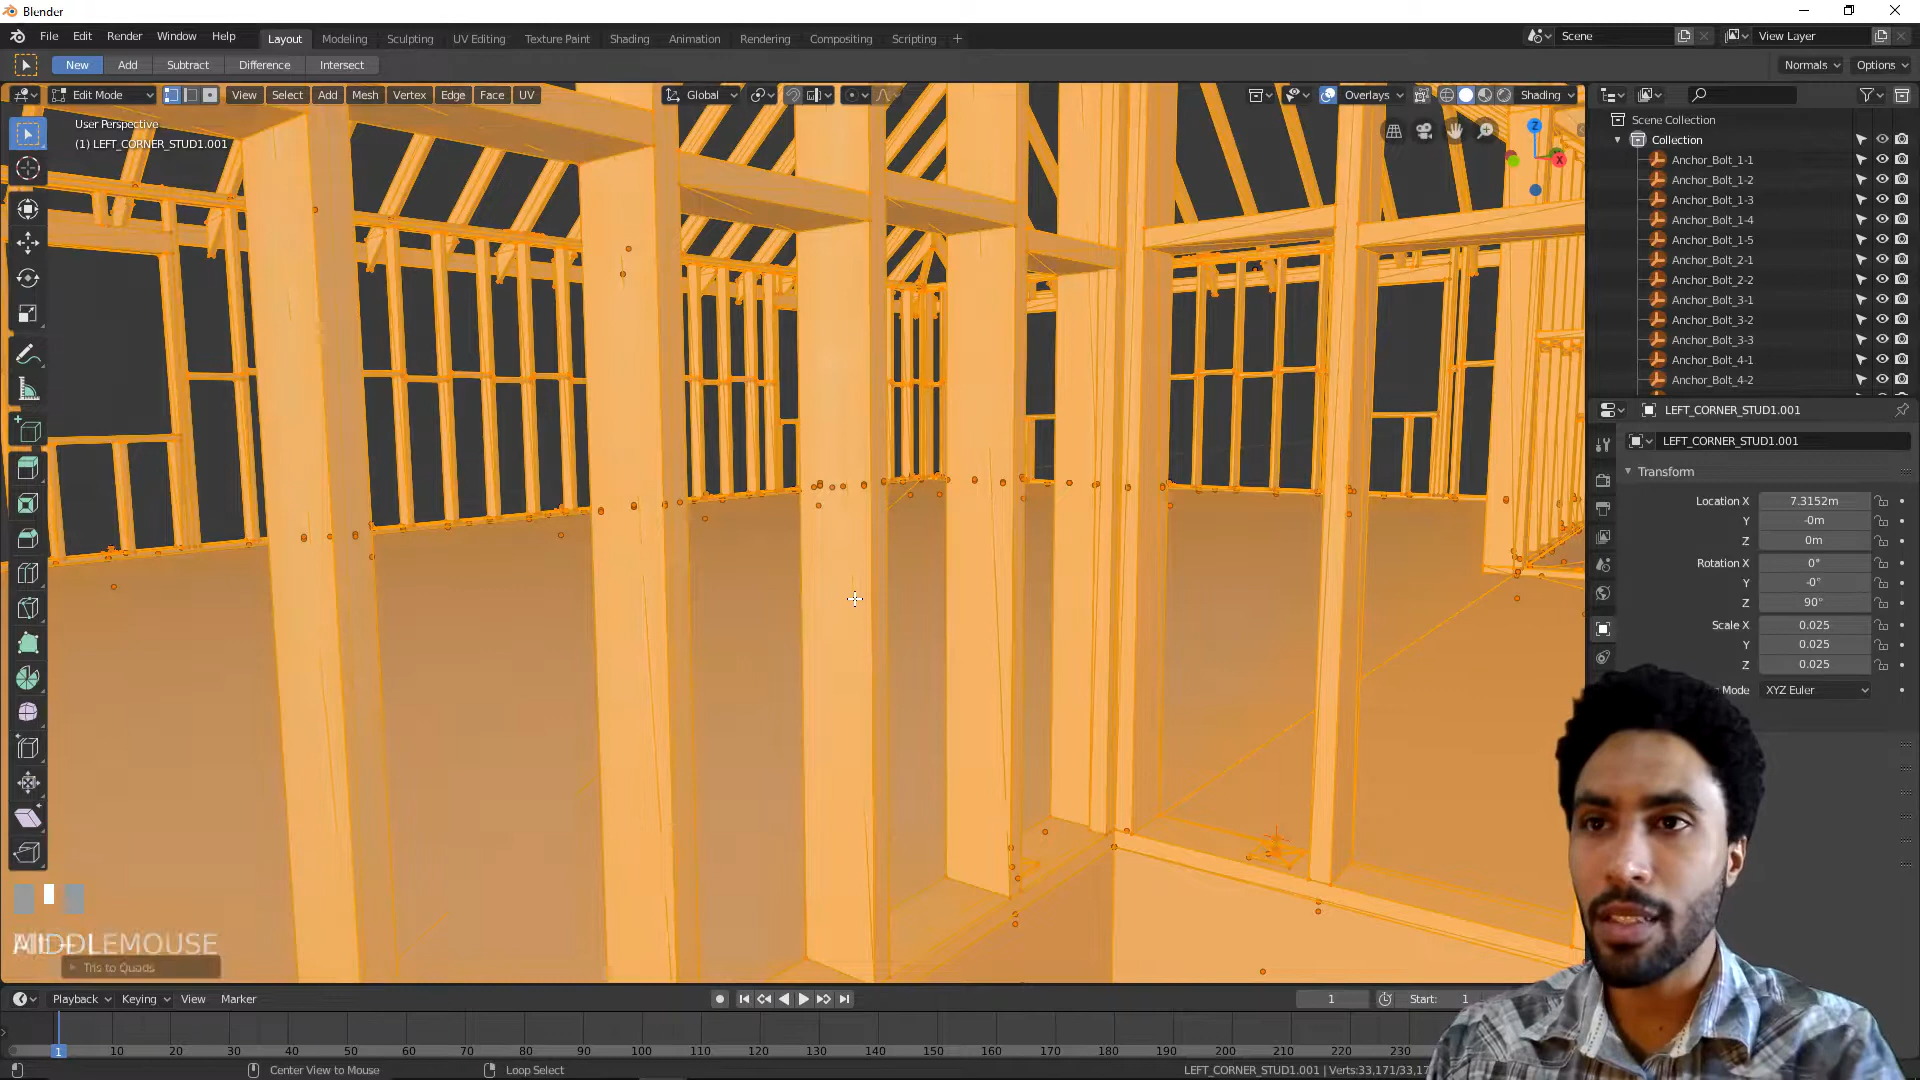 Blender
File Edit Render Window Help Layout Modeling Sculpting UV Editing Texture Paint Shading Animation Rendering Compositing Scripting + Scene View Layer
New Add Subtract Difference Intersect Normals Options
Edit Mode View Select Add Mesh Vertex Edge Face UV Global Overlays Shading
User Perspective
(1) LEFT_CORNER_STUD1.001
Z
X
Scene Collection
Collection
Anchor_Bolt_1-1
Anchor_Bolt_1-2
Anchor_Bolt_1-3
Anchor_Bolt_1-4
Anchor_Bolt_1-5
Anchor_Bolt_2-1
Anchor_Bolt_2-2
Anchor_Bolt_3-1
Anchor_Bolt_3-2
Anchor_Bolt_3-3
Anchor_Bolt_4-1
Anchor_Bolt_4-2
LEFT_CORNER_STUD1.001
LEFT_CORNER_STUD1.001
Transform
Location X 7.3152m
Y -0m
Z 0m
Rotation X 0°
Y -0°
Z 90°
Scale X 0.025
Y 0.025
Z 0.025
Mode XYZ Euler
MIDDLEMOUSE
Tris to Quads
Playback Keying View Marker 1 Start: 1
1 10 20 30 40 50 60 70 80 90 100 110 120 130 140 150 160 170 180 190 200 210 220 230
Center View to Mouse Loop Select LEFT_CORNER_STUD1.001 | Verts:33,171/33,17